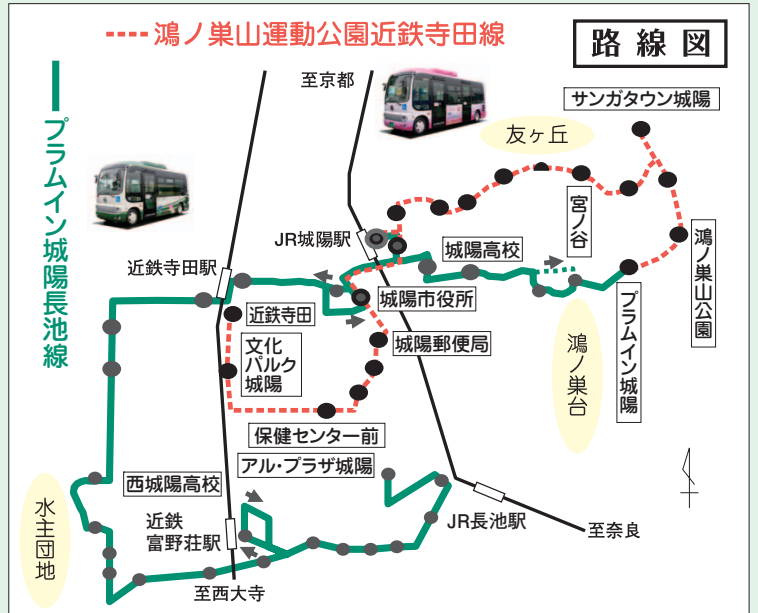 鴻ノ巣山運動公園近鉄寺田線
路線図
プラムイン城陽長池線
至京都
サンガタウン城陽
友ヶ丘
宮ノ谷
JR城陽駅
城陽高校
鴻ノ巣山公園
近鉄寺田駅
城陽市役所
プラムイン城陽
近鉄寺田
城陽郵便局
文化
パルク
城陽
鴻ノ巣台
保健センター前
アル・プラザ城陽
西城陽高校
水主団地
近鉄
富野荘駅
JR長池駅
至奈良
至西大寺